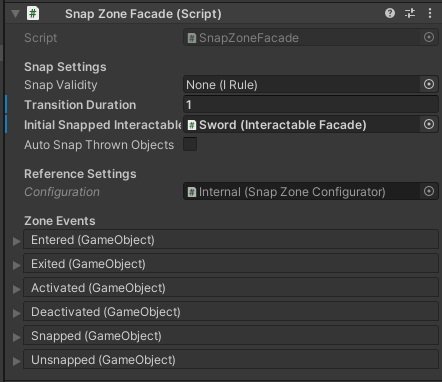 Snap Zone Facade (Script)
Script SnapZoneFacade
Snap Settings
Snap Validity None (I Rule)
Transition Duration 1
Initial Snapped Interactable Sword (Interactable Facade)
Auto Snap Thrown Objects
Reference Settings
Configuration Internal (Snap Zone Configurator)
Zone Events
Entered (GameObject)
Exited (GameObject)
Activated (GameObject)
Deactivated (GameObject)
Snapped (GameObject)
Unsnapped (GameObject)